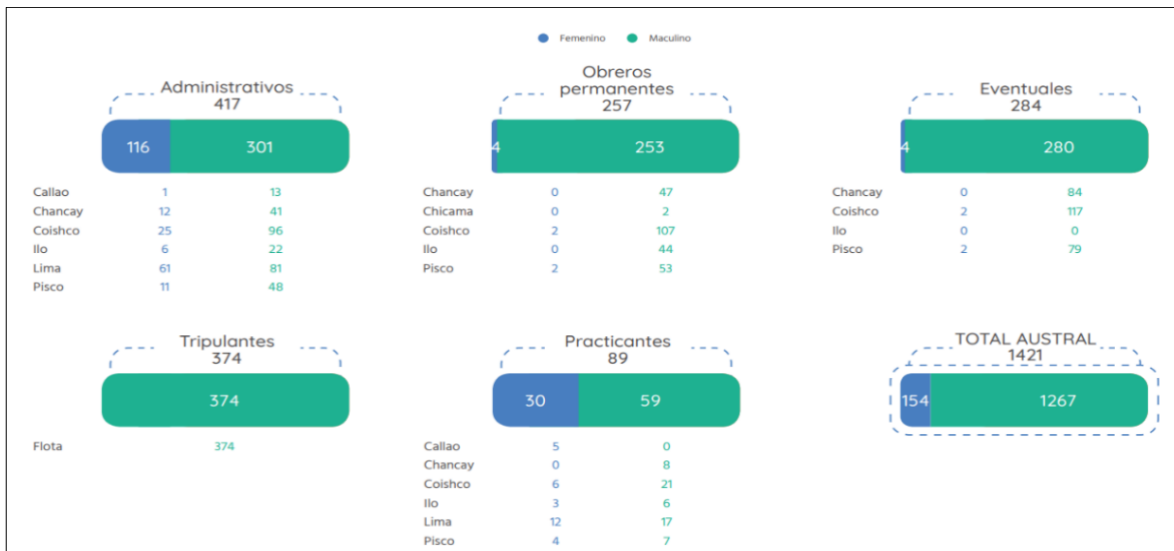 Femenino Maculino
Administrativos
417
116 301
Callao 1 13
Chancay 12 41
Coishco 25 96
Ilo 6 22
Lima 61 81
Pisco 11 48
Obreros
permanentes
257
4 253
Chancay 0 47
Chicama 0 2
Coishco 2 107
Ilo 0 44
Pisco 2 53
Eventuales
284
4 280
Chancay 0 84
Coishco 2 117
Ilo 0 0
Pisco 2 79
Tripulantes
374
374
Flota 374
Practicantes
89
30 59
Callao 5 0
Chancay 0 8
Coishco 6 21
Ilo 3 6
Lima 12 17
Pisco 4 7
TOTAL AUSTRAL
1421
154 1267